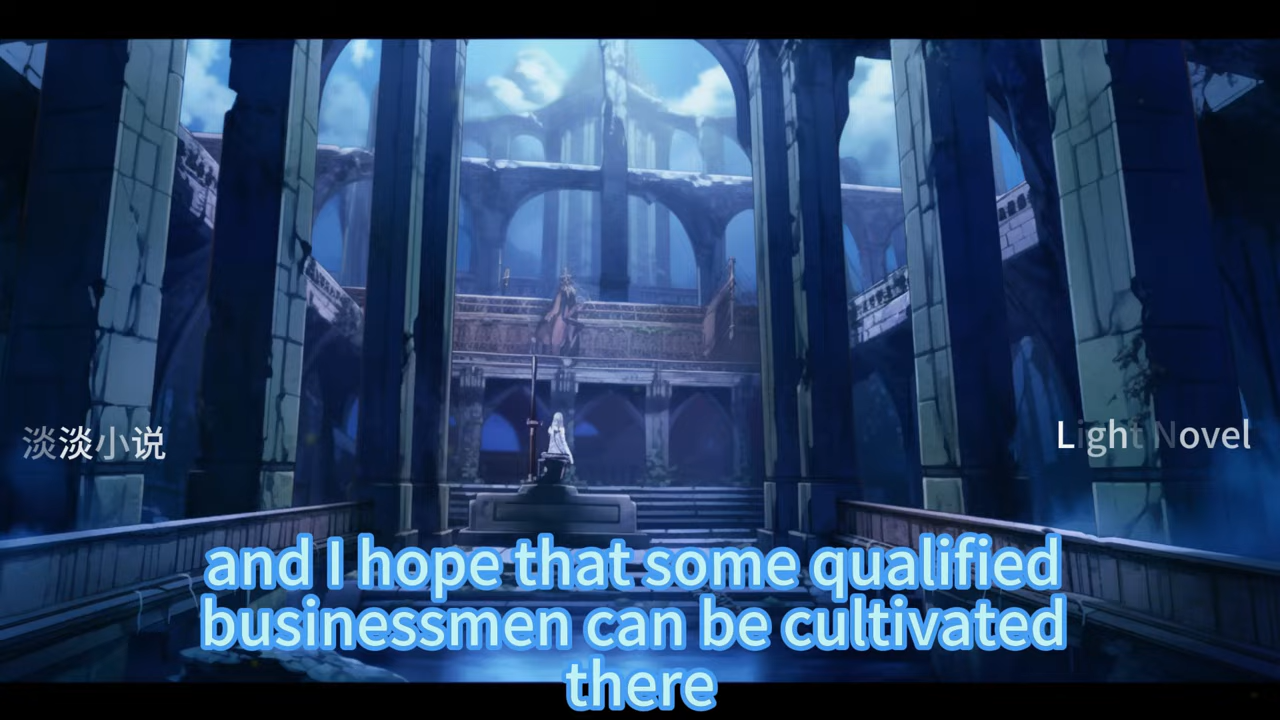 淡淡小说
Light Novel
and I hope that some qualified
businessmen can be cultivated
there